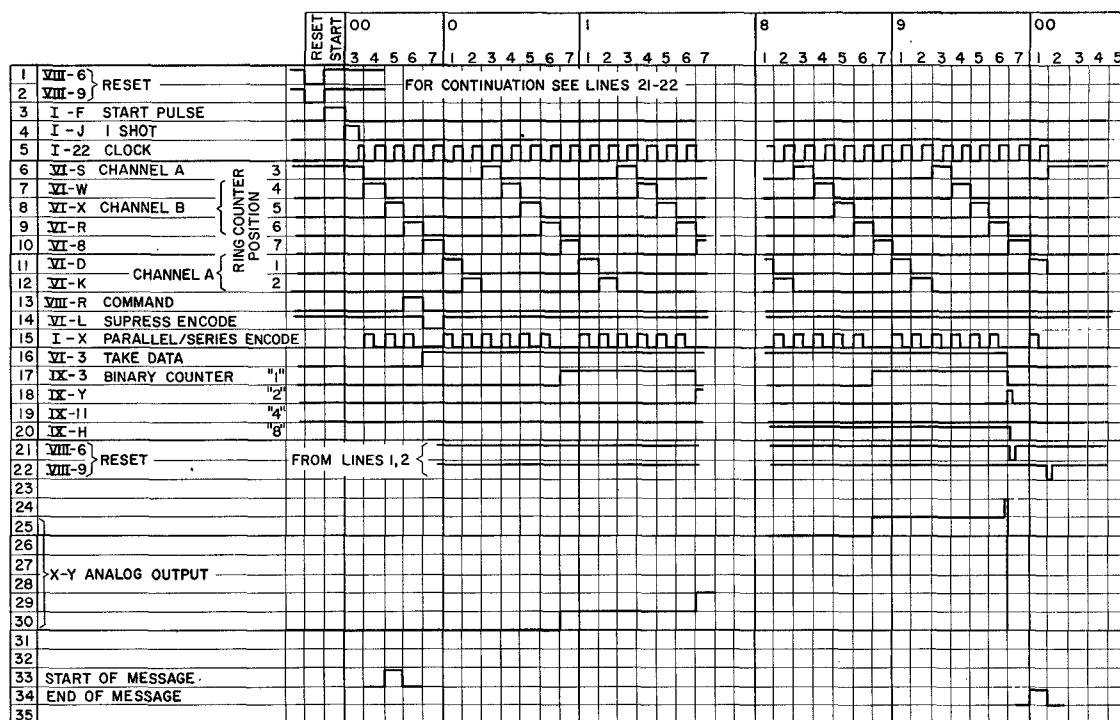 RESET
START
00 0 1 8 9 00
3 4 5 6 7 1 2 3 4 5 6 7 1 2 3 4 5 6 7 1 2 3 4 5 6 7 1 2 3 4 5 6 7 1 2 3 4 5
1 VIII-6
RESET
FOR CONTINUATION SEE LINES 21-22
2 VIII-9
3 I-F START PULSE
4 I-J 1 SHOT
5 I-22 CLOCK
6 VI-S CHANNEL A 3
7 VI-W 4
8 VI-X CHANNEL B 5
9 VI-R 6
10 VI-8 7
RING COUNTER POSITION
11 VI-D 1
CHANNEL A
12 VI-K 2
13 VIII-R COMMAND
14 VI-L SUPRESS ENCODE
15 I-X PARALLEL/SERIES ENCODE
16 VI-3 TAKE DATA
17 IX-3 BINARY COUNTER "1"
18 IX-Y "2"
19 IX-11 "4"
20 IX-H "8"
21 VIII-6
RESET FROM LINES 1,2
22 VIII-9
23
24
25
26
27
X-Y ANALOG OUTPUT
28
29
30
31
32
33 START OF MESSAGE
34 END OF MESSAGE
35